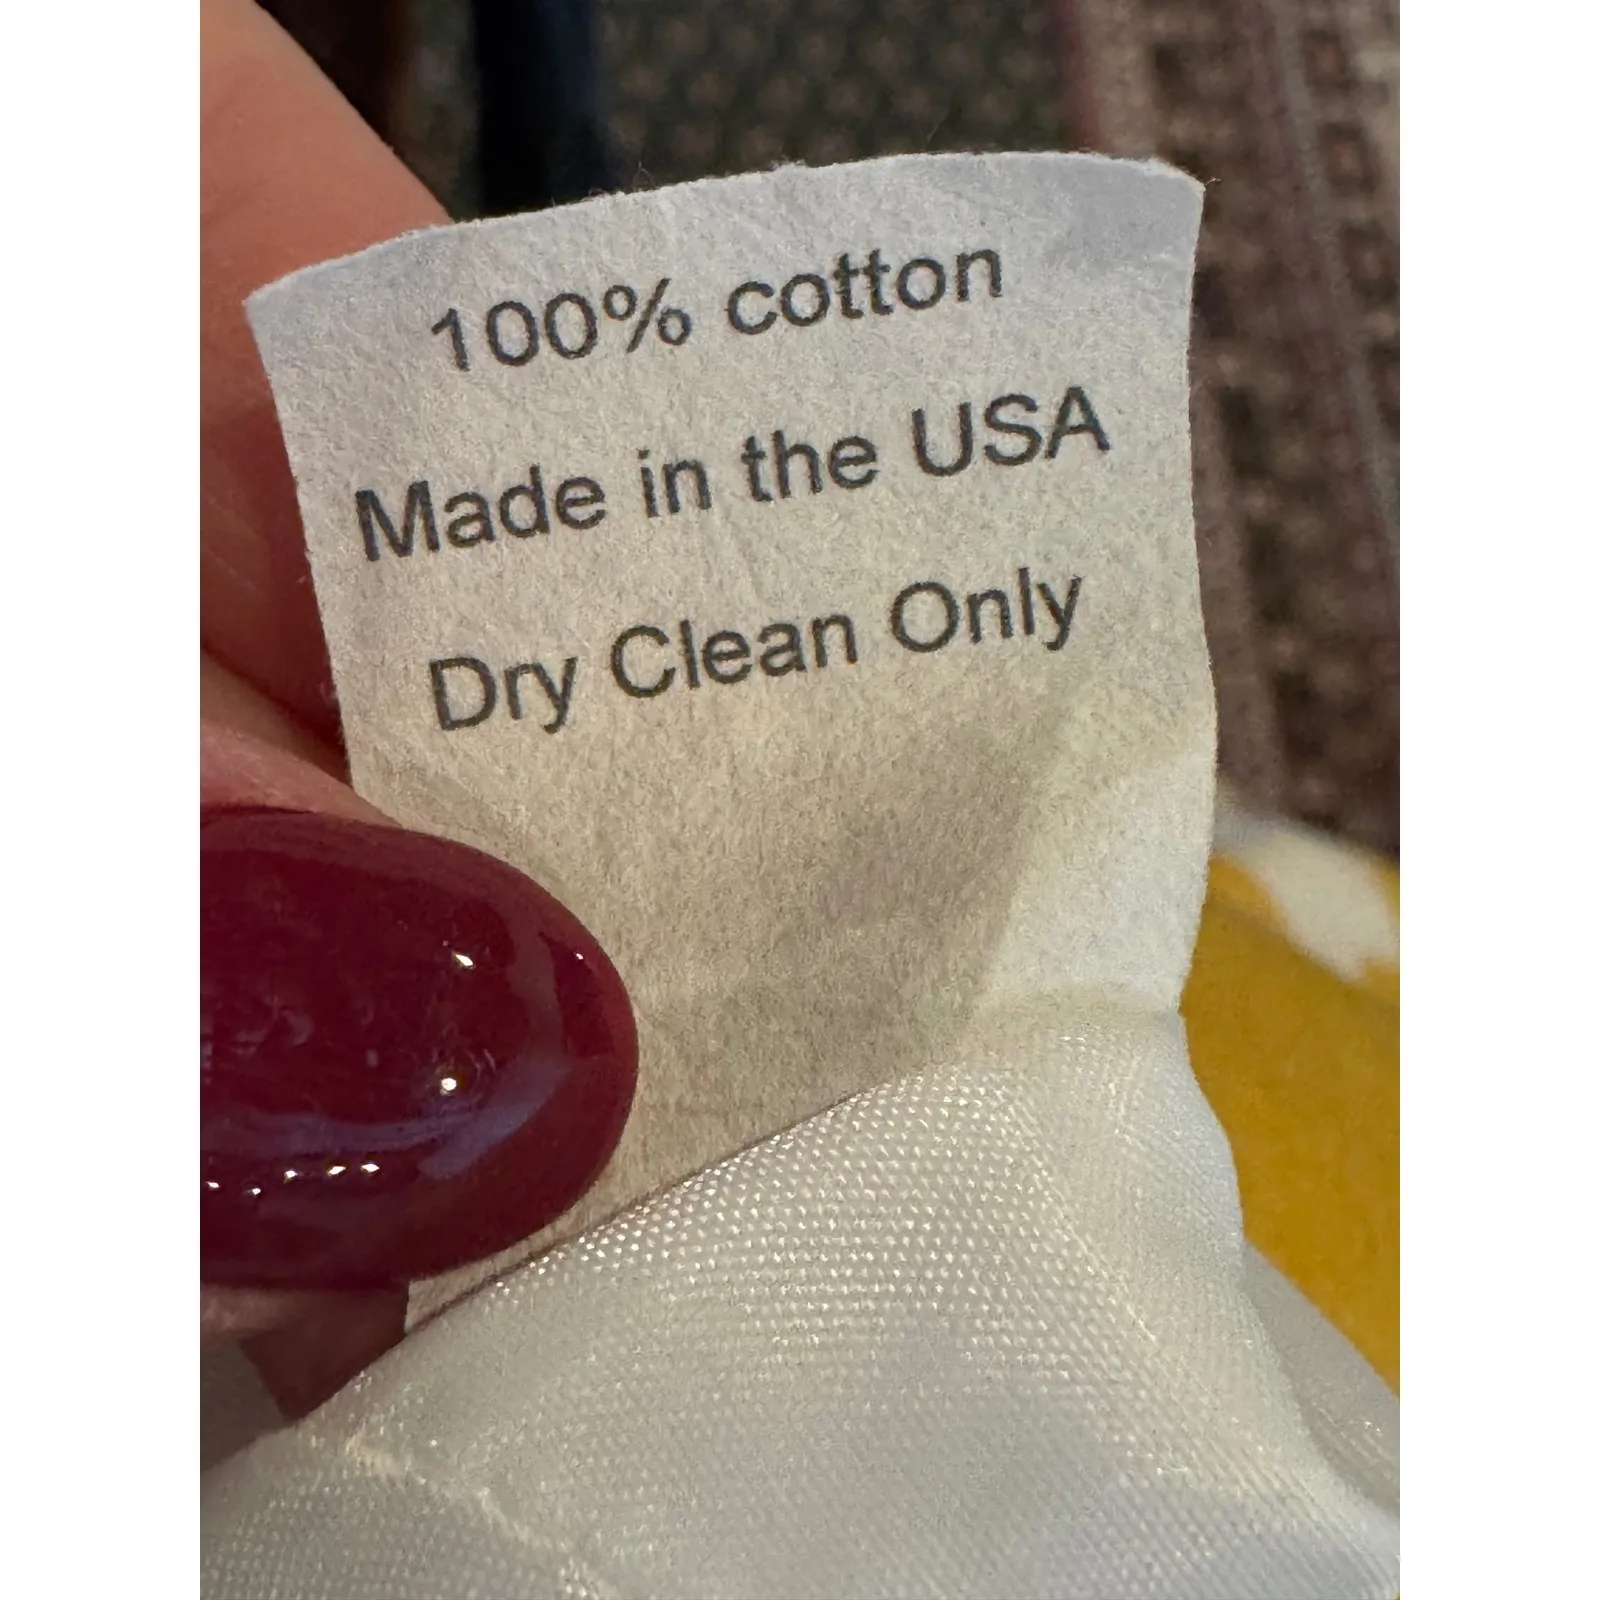 100% cotton
Made in the USA
Dry Clean Only